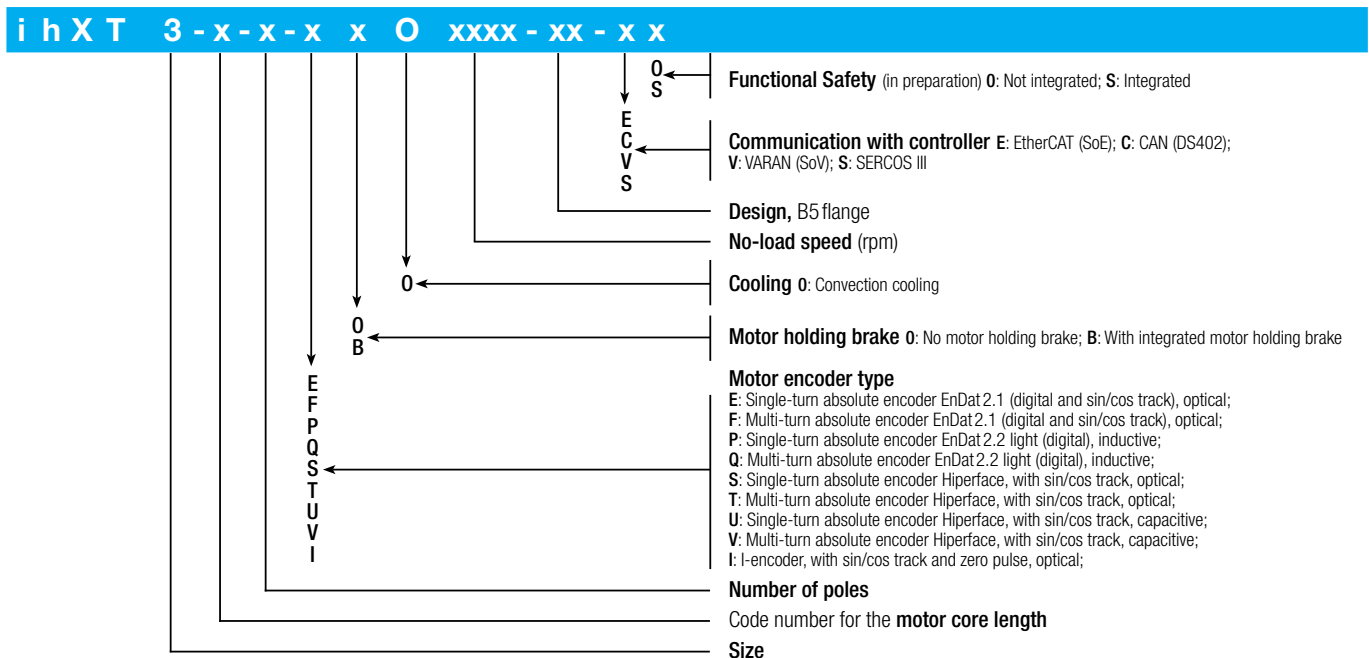 ihXT 3-x-x-x x O xxxx-xx-x x
0
S
Functional Safety (in preparation) 0: Not integrated; S: Integrated
E
C
V
S
Communication with controller E: EtherCAT (SoE); C: CAN (DS402);
V: VARAN (SoV); S: SERCOS III
Design, B5 flange
No-load speed (rpm)
0
Cooling 0: Convection cooling
0
B
Motor holding brake 0: No motor holding brake; B: With integrated motor holding brake
E
F
P
Q
S
T
U
V
I
Motor encoder type
E: Single-turn absolute encoder EnDat 2.1 (digital and sin/cos track), optical;
F: Multi-turn absolute encoder EnDat 2.1 (digital and sin/cos track), optical;
P: Single-turn absolute encoder EnDat 2.2 light (digital), inductive;
Q: Multi-turn absolute encoder EnDat 2.2 light (digital), inductive;
S: Single-turn absolute encoder Hiperface, with sin/cos track, optical;
T: Multi-turn absolute encoder Hiperface, with sin/cos track, optical;
U: Single-turn absolute encoder Hiperface, with sin/cos track, capacitive;
V: Multi-turn absolute encoder Hiperface, with sin/cos track, capacitive;
I: I-encoder, with sin/cos track and zero pulse, optical;
Number of poles
Code number for the motor core length
Size